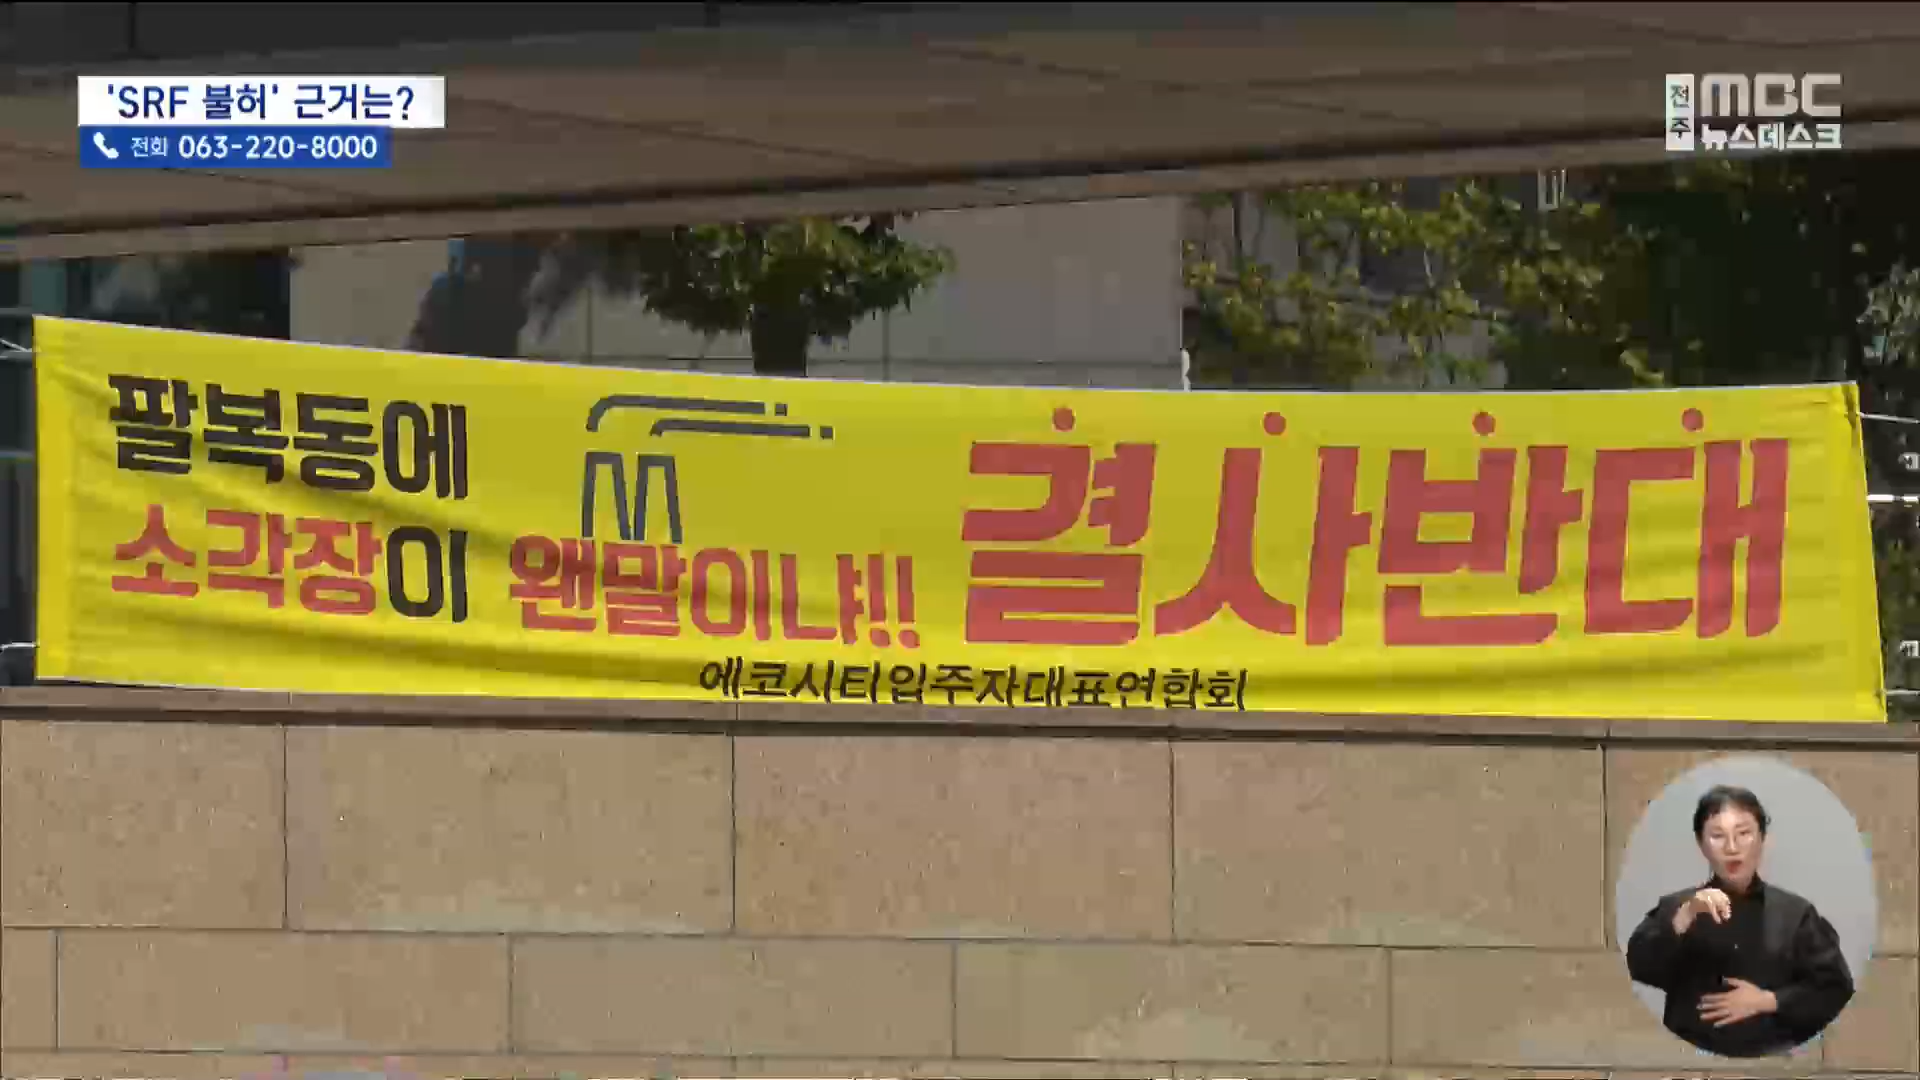 'SRF 불허' 근거는?
전화 063-220-8000
전주 MBC 뉴스데스크
팔복동에
소각장이 왠말이냐!! 결사반대
에코시티입주자대표연합회